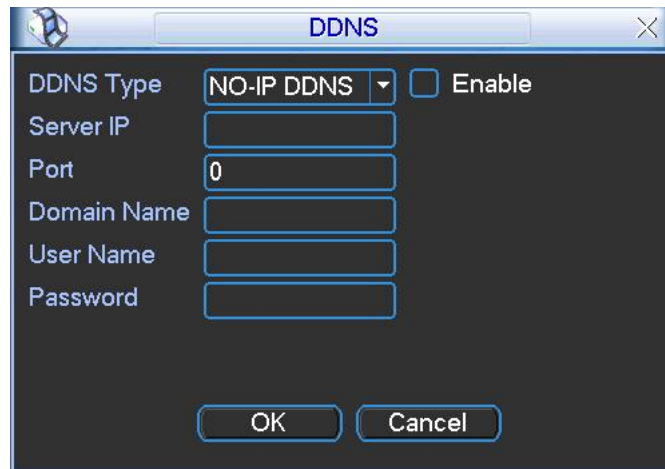 DDNS
DDNS Type NO-IP DDNS Enable
Server IP
Port 0
Domain Name
User Name
Password
OK Cancel